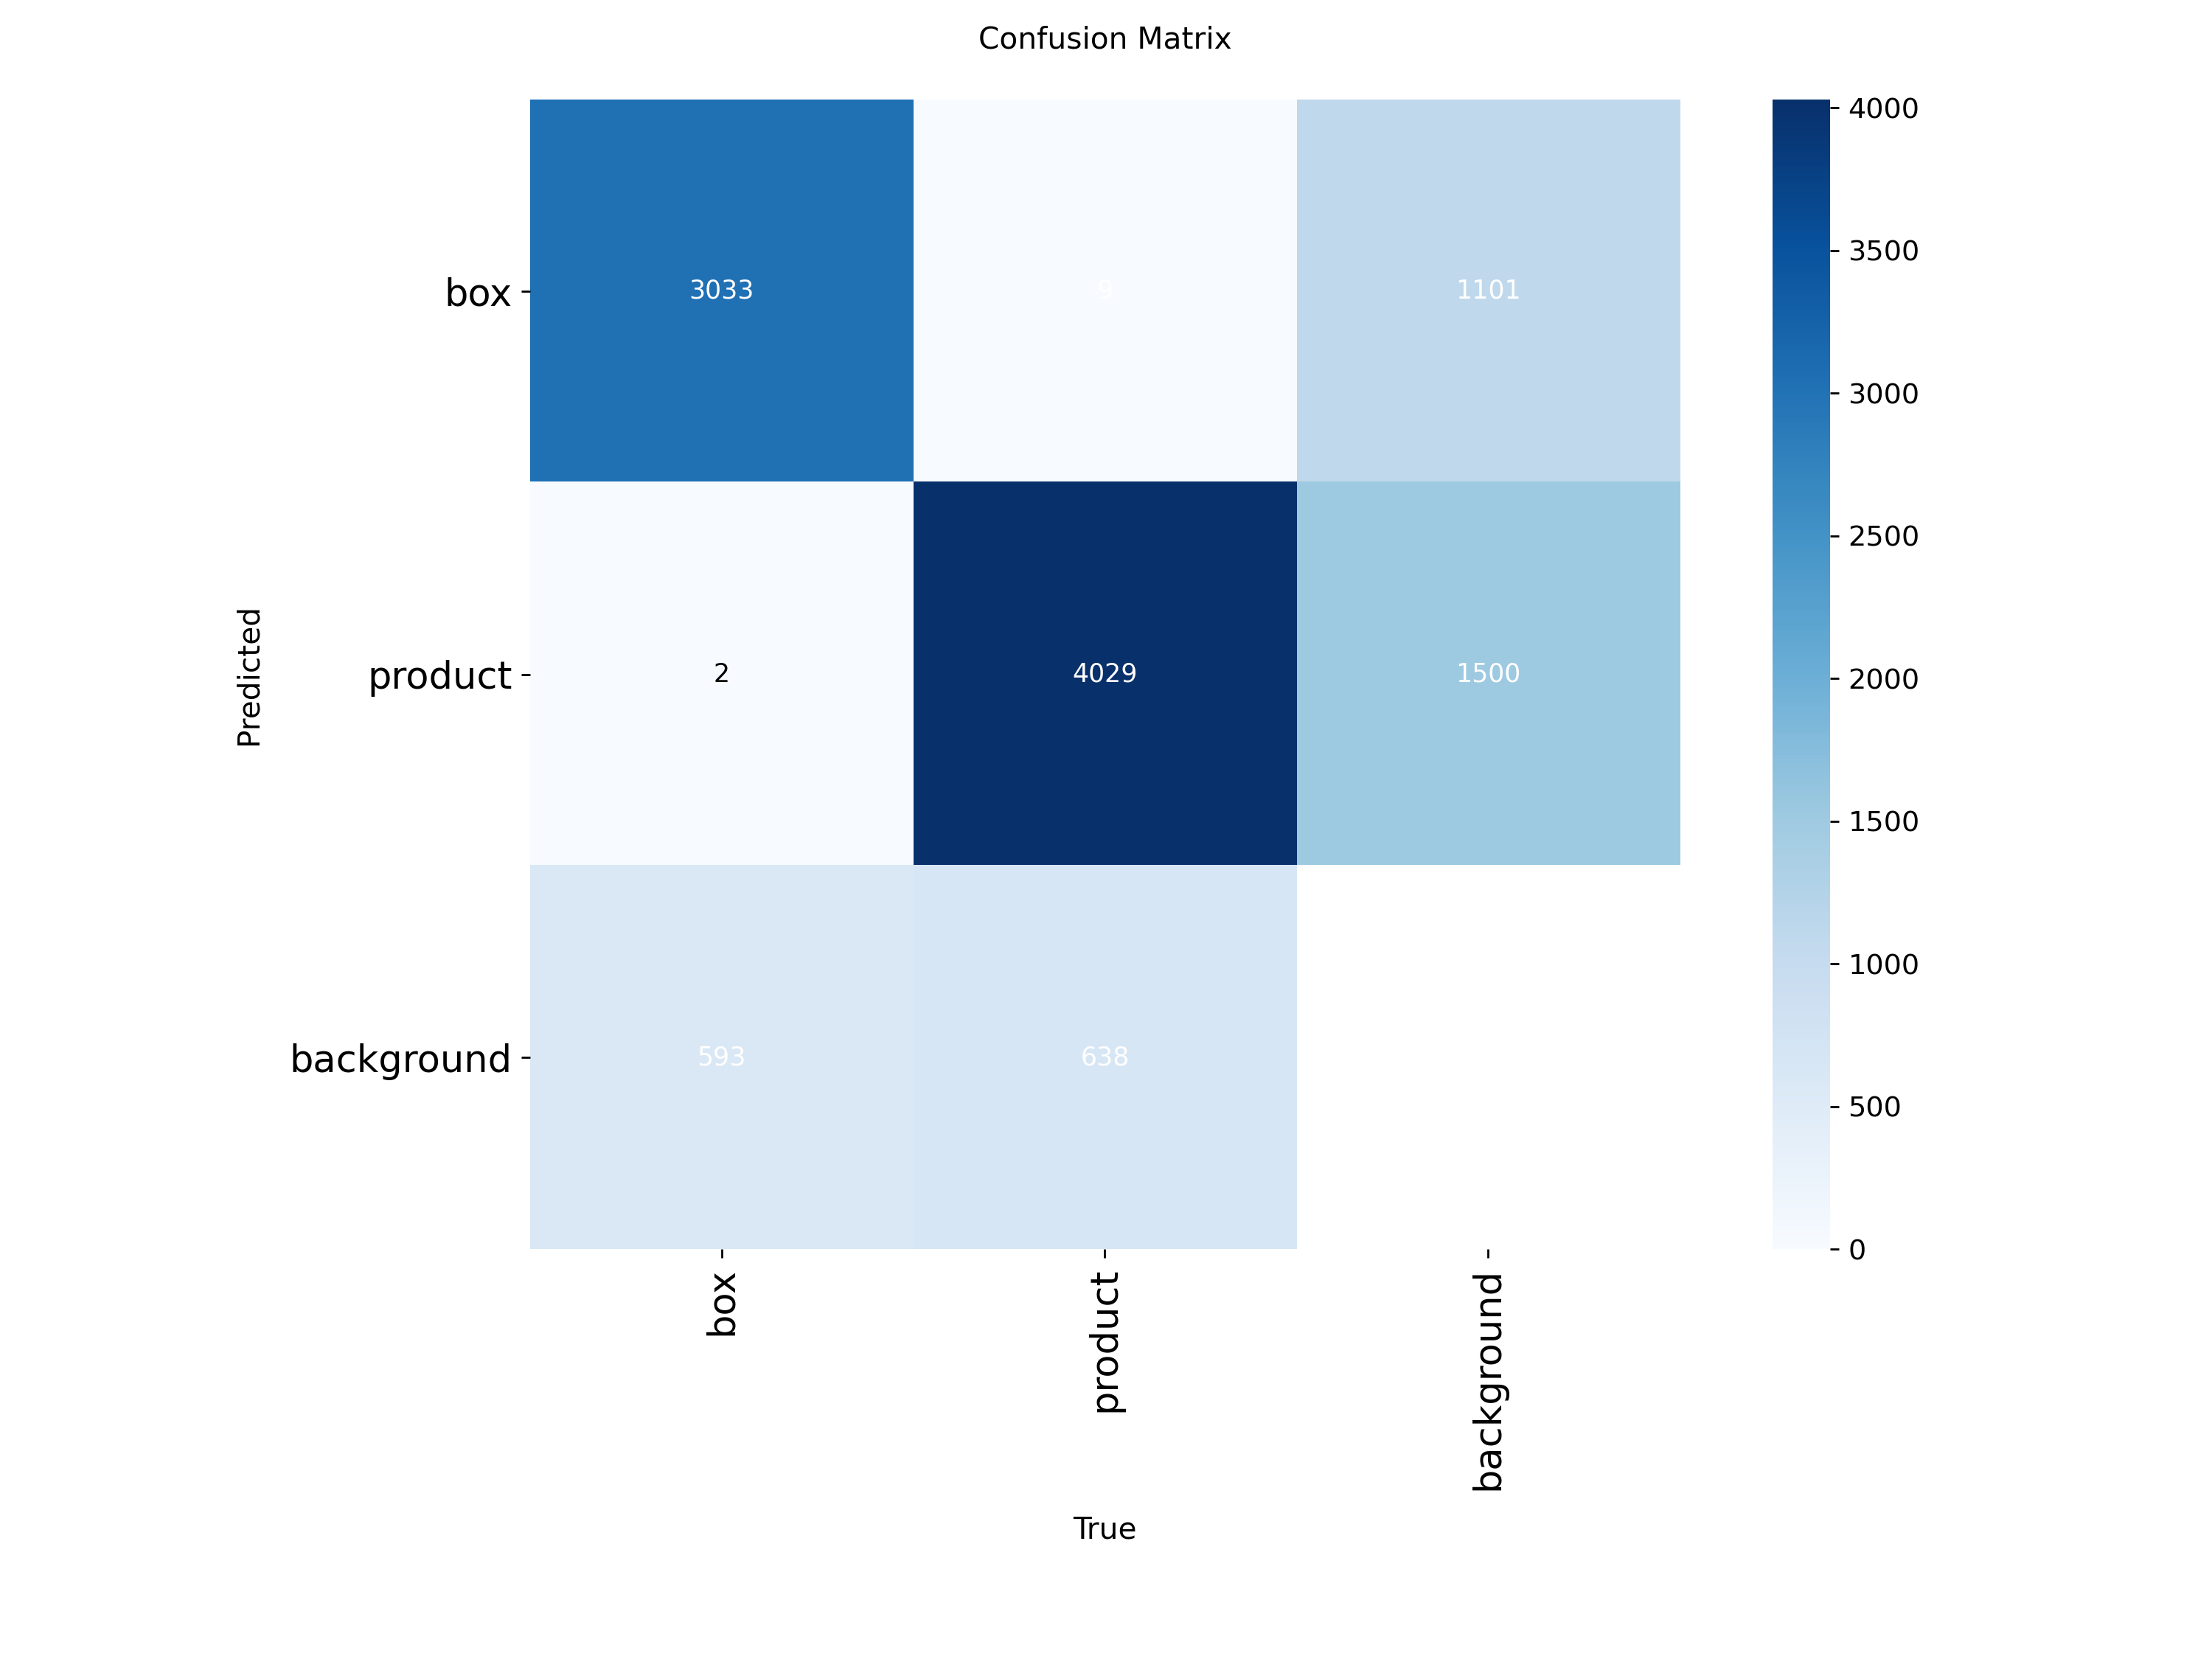 Confusion Matrix
Predicted
box
3033 9 1101
product
2 4029 1500
background
593 638
box product background
True
4000
3500
3000
2500
2000
1500
1000
500
0